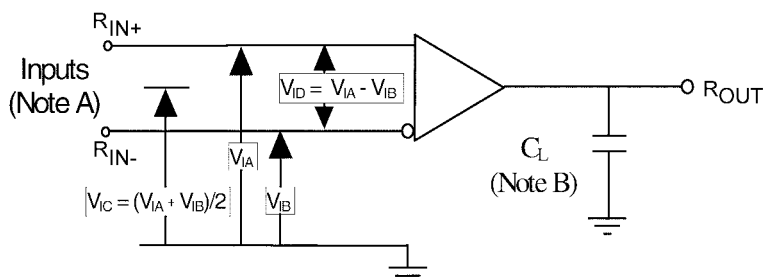 R_IN+
Inputs
(Note A)
V_ID = V_IA - V_IB
R_OUT
R_IN-
V_IA
C_L
(Note B)
V_IC = (V_IA + V_IB)/2
V_IB